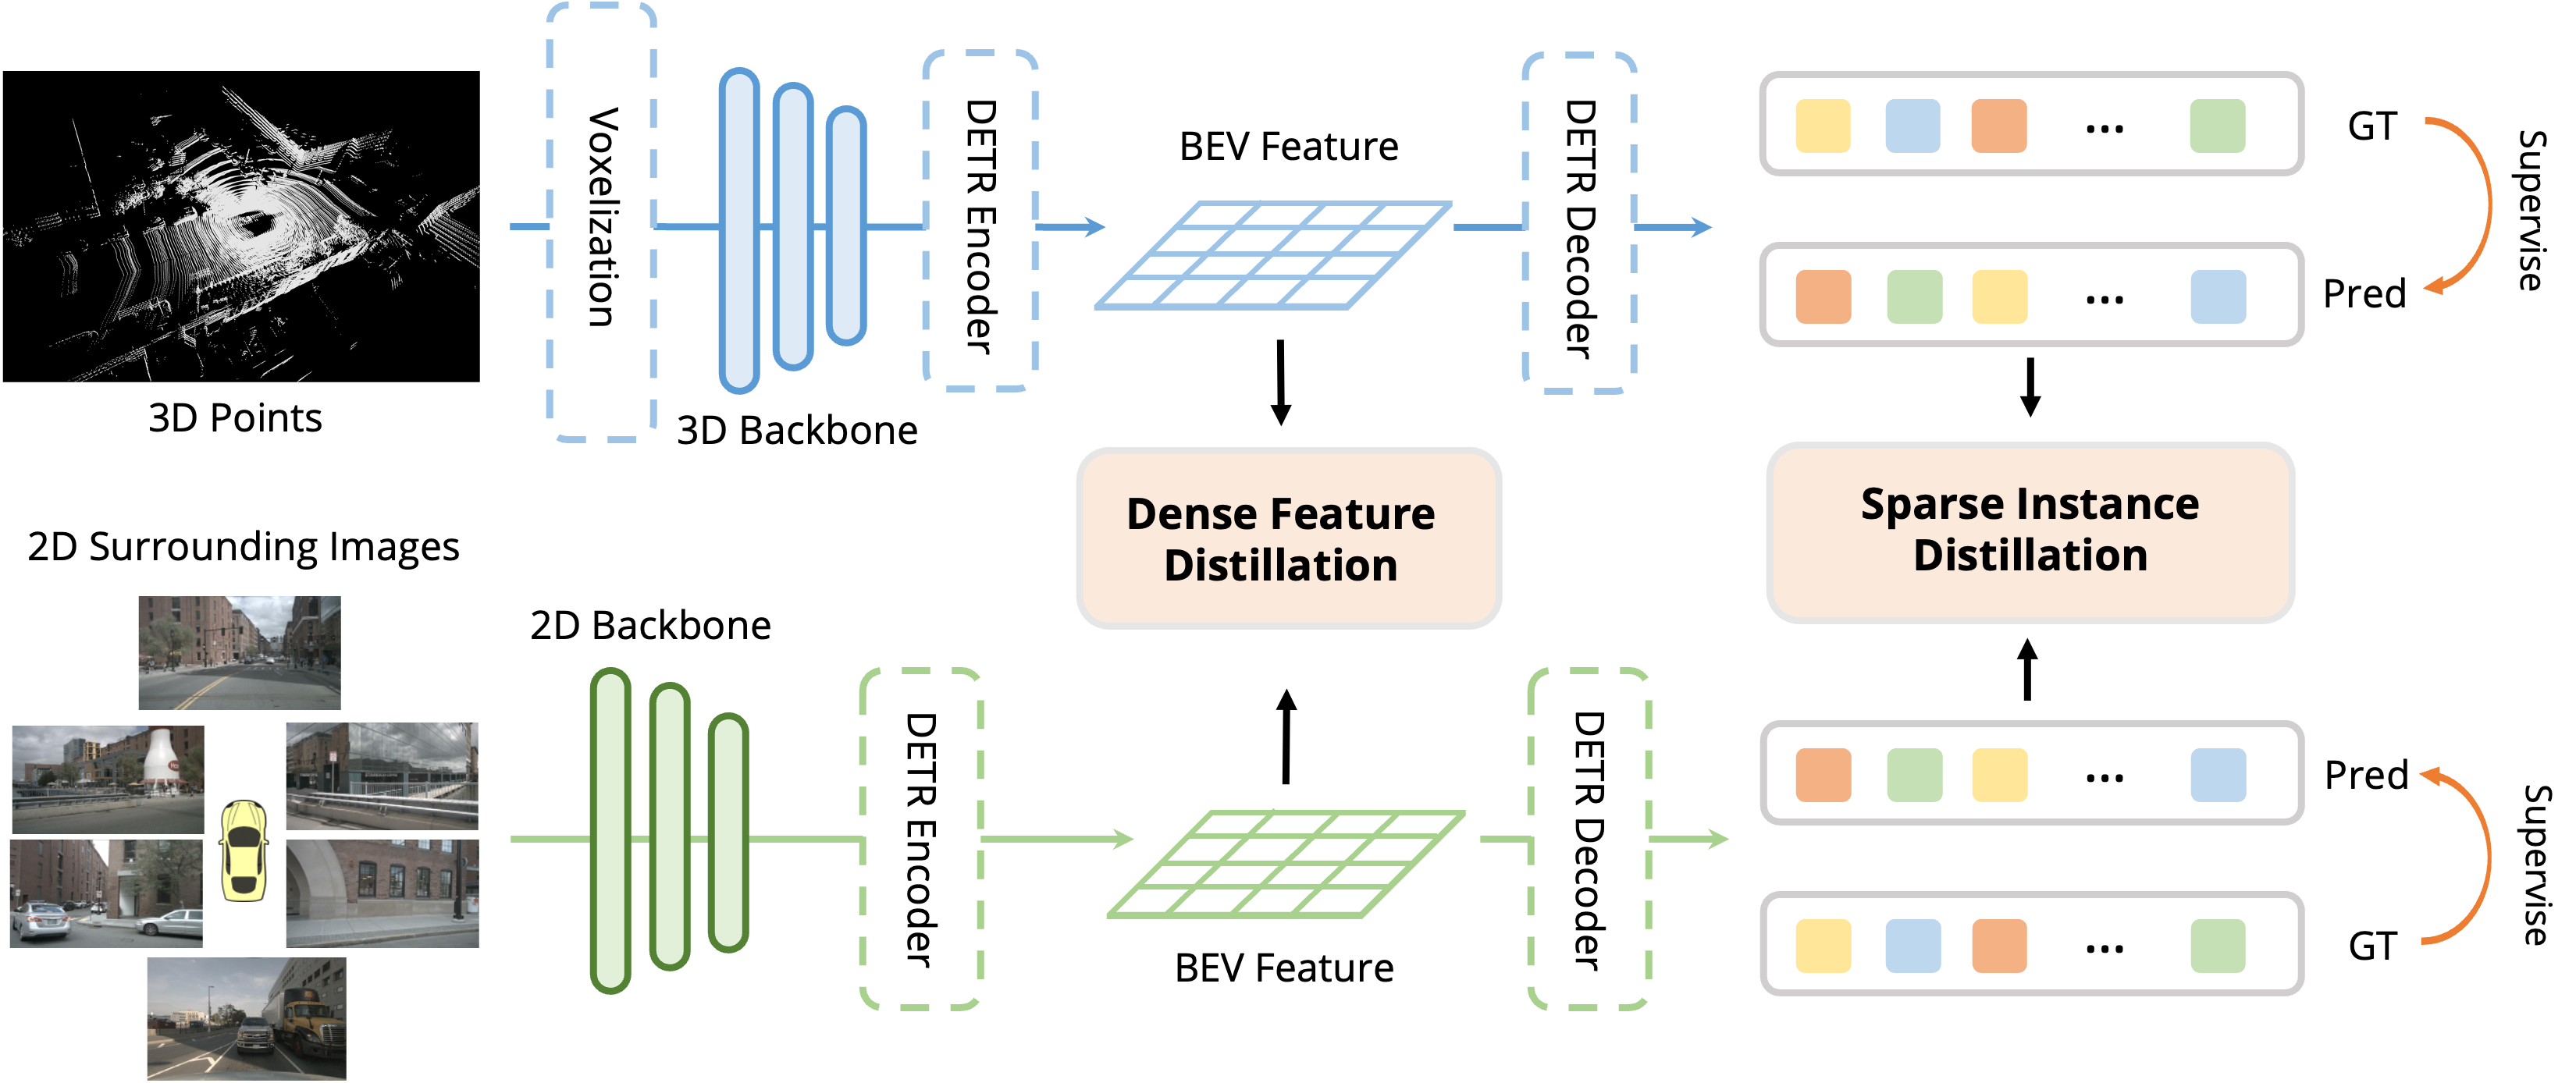 3D Points
Voxelization
3D Backbone
DETR Encoder
BEV Feature
DETR Decoder
GT
Pred
Supervise
Dense Feature
Distillation
Sparse Instance
Distillation
2D Surrounding Images
2D Backbone
DETR Encoder
BEV Feature
DETR Decoder
Pred
GT
Supervise